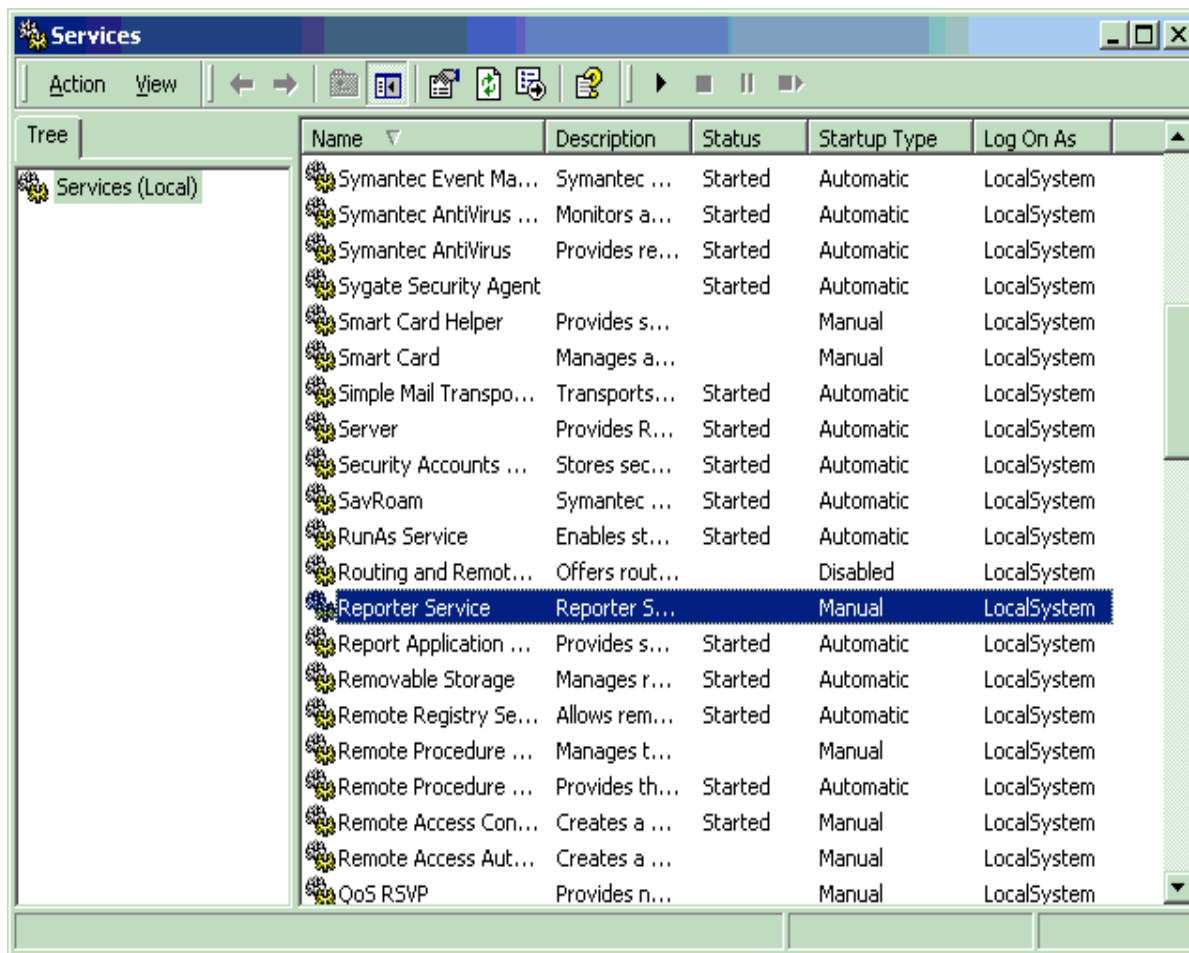 Services
Action View
Tree
Name Description Status Startup Type Log On As
Services (Local)
Symantec Event Ma... Symantec ... Started Automatic LocalSystem
Symantec AntiVirus ... Monitors a... Started Automatic LocalSystem
Symantec AntiVirus Provides re... Started Automatic LocalSystem
Sygate Security Agent Started Automatic LocalSystem
Smart Card Helper Provides s... Manual LocalSystem
Smart Card Manages a... Manual LocalSystem
Simple Mail Transpo... Transports... Started Automatic LocalSystem
Server Provides R... Started Automatic LocalSystem
Security Accounts ... Stores sec... Started Automatic LocalSystem
SavRoam Symantec ... Started Automatic LocalSystem
RunAs Service Enables st... Started Automatic LocalSystem
Routing and Remot... Offers rout... Disabled LocalSystem
Reporter Service Reporter S... Manual LocalSystem
Report Application ... Provides s... Started Automatic LocalSystem
Removable Storage Manages r... Started Automatic LocalSystem
Remote Registry Se... Allows rem... Started Automatic LocalSystem
Remote Procedure ... Manages t... Manual LocalSystem
Remote Procedure ... Provides th... Started Automatic LocalSystem
Remote Access Con... Creates a ... Started Manual LocalSystem
Remote Access Aut... Creates a ... Manual LocalSystem
QoS RSVP Provides n... Manual LocalSystem